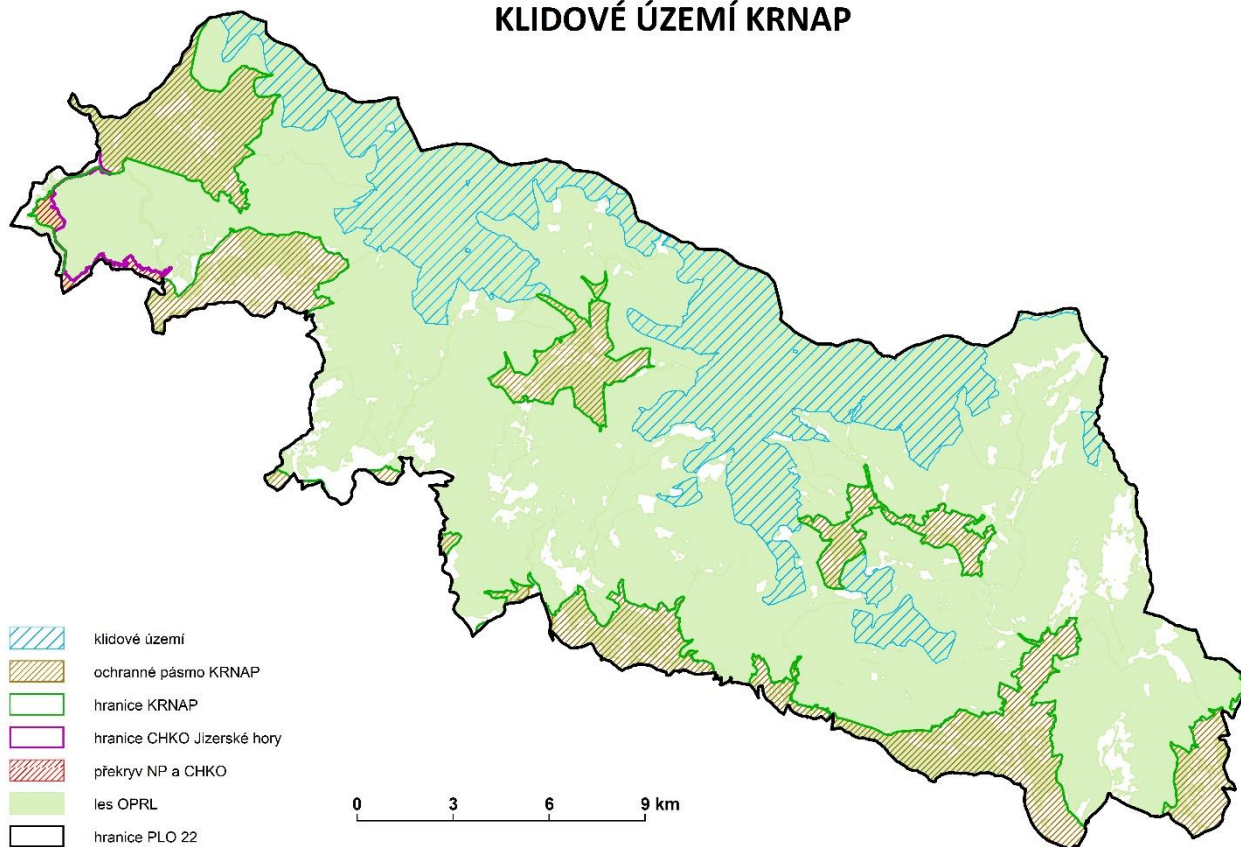 KLIDOVÉ ÚZEMÍ KRNAP
klidové území
ochranné pásmo KRNAP
hranice KRNAP
hranice CHKO Jizerské hory
překryv NP a CHKO
les OPRL
hranice PLO 22
0 3 6 9 km